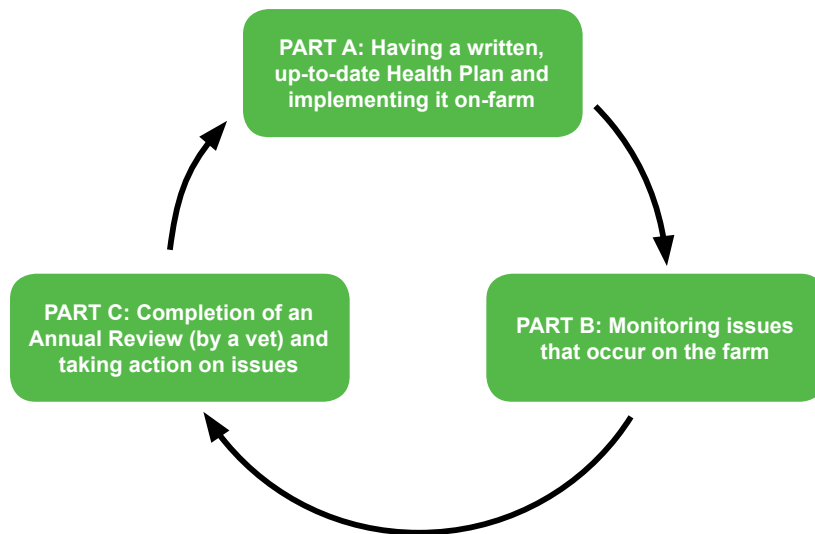 PART A: Having a written,
up-to-date Health Plan and
implementing it on-farm
PART C: Completion of an
Annual Review (by a vet) and
taking action on issues
PART B: Monitoring issues
that occur on the farm